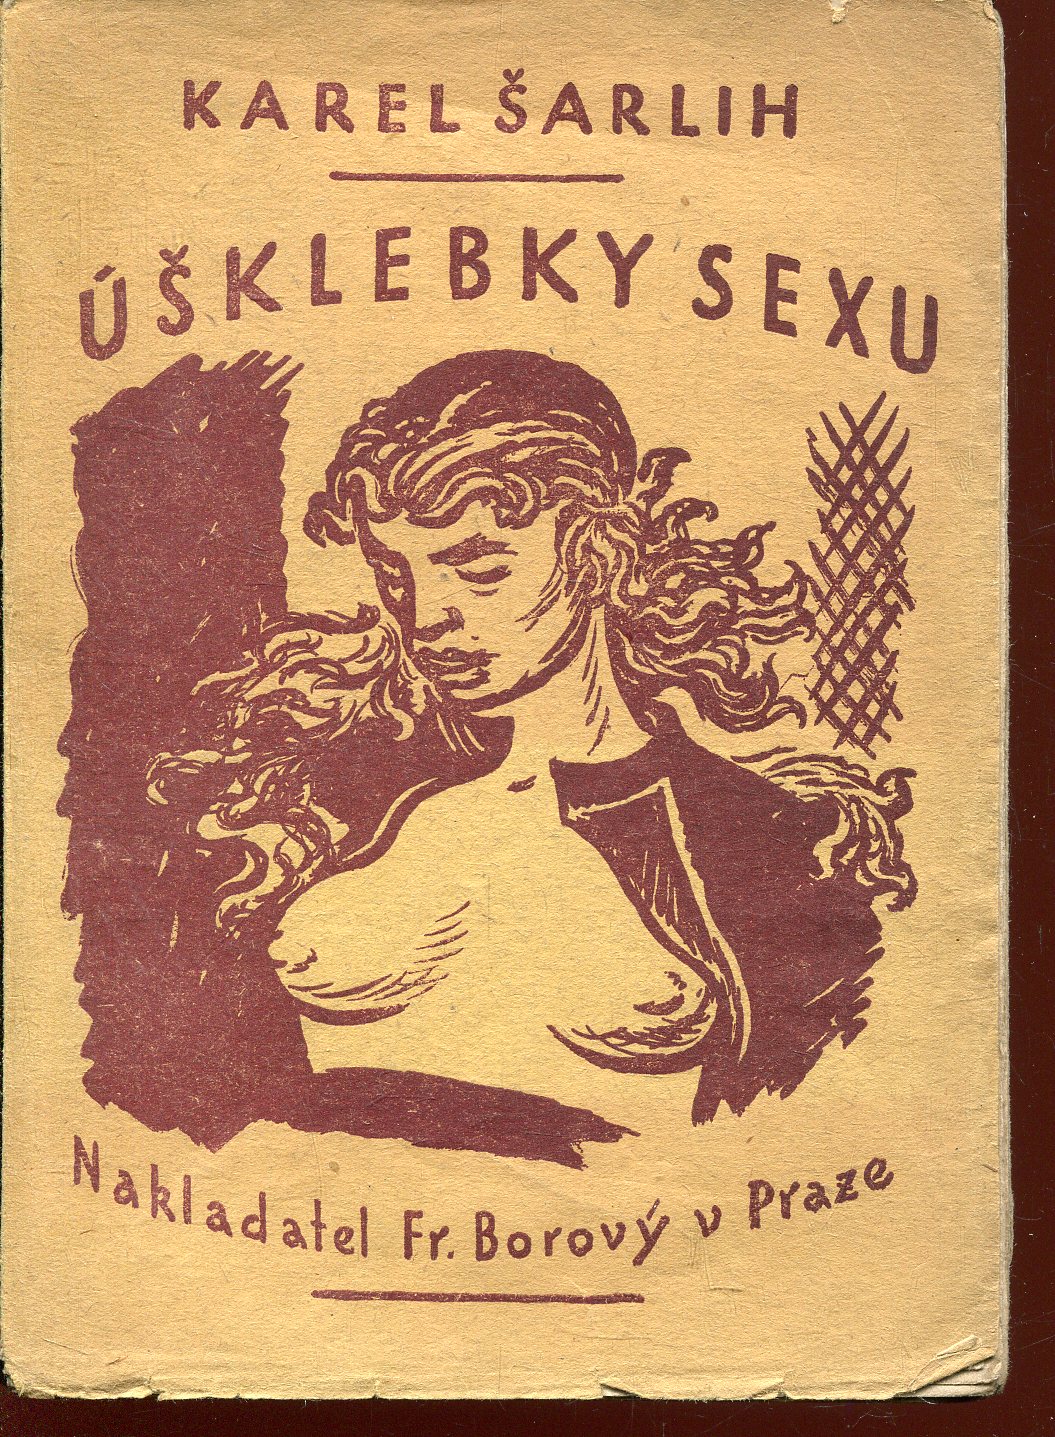 KAREL ŠARLIH
ÚŠKLEBKY SEXU
Nakladatel Fr. Borový v Praze